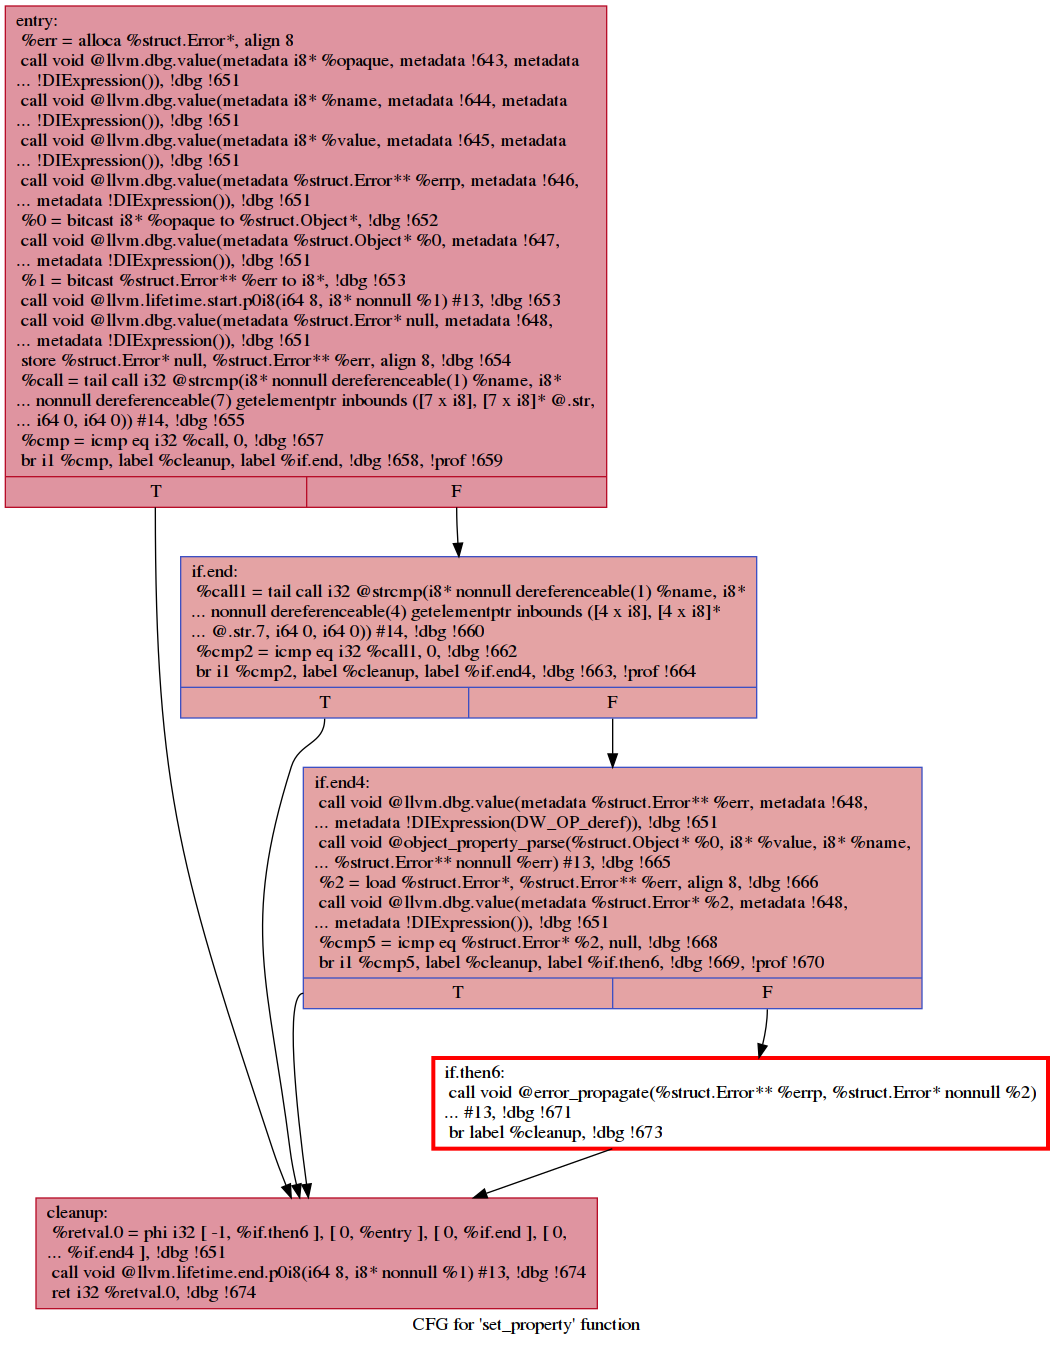 entry:
%err = alloca %struct.Error*, align 8
call void @llvm.dbg.value(metadata i8* %opaque, metadata !643, metadata
... !DIExpression()), !dbg !651
call void @llvm.dbg.value(metadata i8* %name, metadata !644, metadata
... !DIExpression()), !dbg !651
call void @llvm.dbg.value(metadata i8* %value, metadata !645, metadata
... !DIExpression()), !dbg !651
call void @llvm.dbg.value(metadata %struct.Error** %errp, metadata !646,
... metadata !DIExpression()), !dbg !651
%0 = bitcast i8* %opaque to %struct.Object*, !dbg !652
call void @llvm.dbg.value(metadata %struct.Object* %0, metadata !647,
... metadata !DIExpression()), !dbg !651
%1 = bitcast %struct.Error** %err to i8*, !dbg !653
call void @llvm.lifetime.start.p0i8(i64 8, i8* nonnull %1) #13, !dbg !653
call void @llvm.dbg.value(metadata %struct.Error* null, metadata !648,
... metadata !DIExpression()), !dbg !651
store %struct.Error* null, %struct.Error** %err, align 8, !dbg !654
%call = tail call i32 @strcmp(i8* nonnull dereferenceable(1) %name, i8*
... nonnull dereferenceable(7) getelementptr inbounds ([7 x i8], [7 x i8]* @.str,
... i64 0, i64 0)) #14, !dbg !655
%cmp = icmp eq i32 %call, 0, !dbg !657
br i1 %cmp, label %cleanup, label %if.end, !dbg !658, !prof !659
T F
if.end:
%call1 = tail call i32 @strcmp(i8* nonnull dereferenceable(1) %name, i8*
... nonnull dereferenceable(4) getelementptr inbounds ([4 x i8], [4 x i8]*
... @.str.7, i64 0, i64 0)) #14, !dbg !660
%cmp2 = icmp eq i32 %call1, 0, !dbg !662
br i1 %cmp2, label %cleanup, label %if.end4, !dbg !663, !prof !664
T F
if.end4:
call void @llvm.dbg.value(metadata %struct.Error** %err, metadata !648,
... metadata !DIExpression(DW_OP_deref)), !dbg !651
call void @object_property_parse(%struct.Object* %0, i8* %value, i8* %name,
... %struct.Error** nonnull %err) #13, !dbg !665
%2 = load %struct.Error*, %struct.Error** %err, align 8, !dbg !666
call void @llvm.dbg.value(metadata %struct.Error* %2, metadata !648,
... metadata !DIExpression()), !dbg !651
%cmp5 = icmp eq %struct.Error* %2, null, !dbg !668
br i1 %cmp5, label %cleanup, label %if.then6, !dbg !669, !prof !670
T F
if.then6:
call void @error_propagate(%struct.Error** %errp, %struct.Error* nonnull %2)
... #13, !dbg !671
br label %cleanup, !dbg !673
cleanup:
%retval.0 = phi i32 [ -1, %if.then6 ], [ 0, %entry ], [ 0, %if.end ], [ 0,
... %if.end4 ], !dbg !651
call void @llvm.lifetime.end.p0i8(i64 8, i8* nonnull %1) #13, !dbg !674
ret i32 %retval.0, !dbg !674
CFG for 'set_property' function